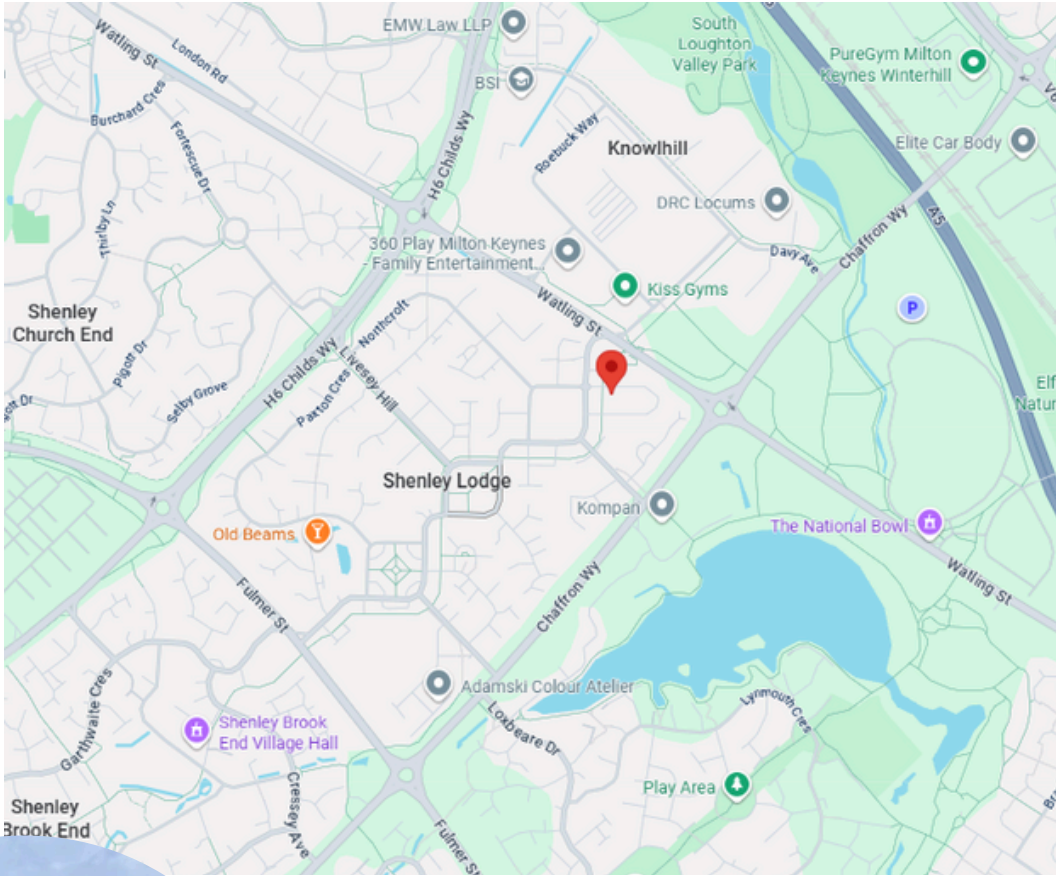 EMW Law LLP
South
Loughton
Valley Park
PureGym Milton
Keynes Winterhill
Watling St
London Rd
BSI
Burchard Cres
Fortescue Dr
H6 Childs Wy
Roebuck Way
Knowlhill
Elite Car Body
Thirlby Ln
DRC Locums
A5
Chaffron Wy
360 Play Milton Keynes
Family Entertainment...
Davy Ave
Kiss Gyms
Watling St
P
Shenley
Church End
Northcroft
Pigott Dr
H6 Childs Wy
Livesey Hill
Paxton Cres
Selby Grove
ott Dr
Elf
Natur
Shenley Lodge
Kompan
Old Beams
The National Bowl
Watling St
Fulmer St
Chaffron Wy
Garthwaite Cres
Adamski Colour Atelier
Lynmouth Cres
Shenley Brook
End Village Hall
Loxbeare Dr
Cressey Ave
Play Area
Shenley
Brook End
Fulmer St